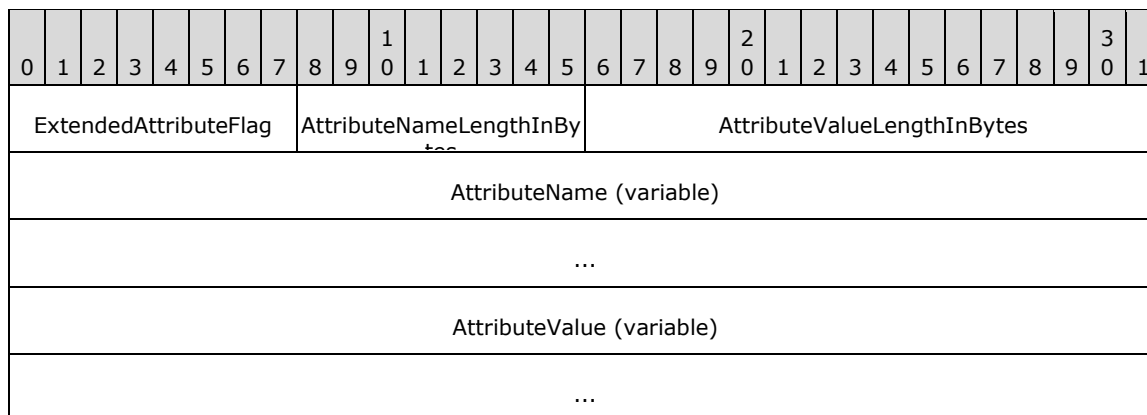 1 2 3
0 1 2 3 4 5 6 7 8 9 0 1 2 3 4 5 6 7 8 9 0 1 2 3 4 5 6 7 8 9 0 1
ExtendedAttributeFlag AttributeNameLengthInBy AttributeValueLengthInBytes
tes
AttributeName (variable)
...
AttributeValue (variable)
...